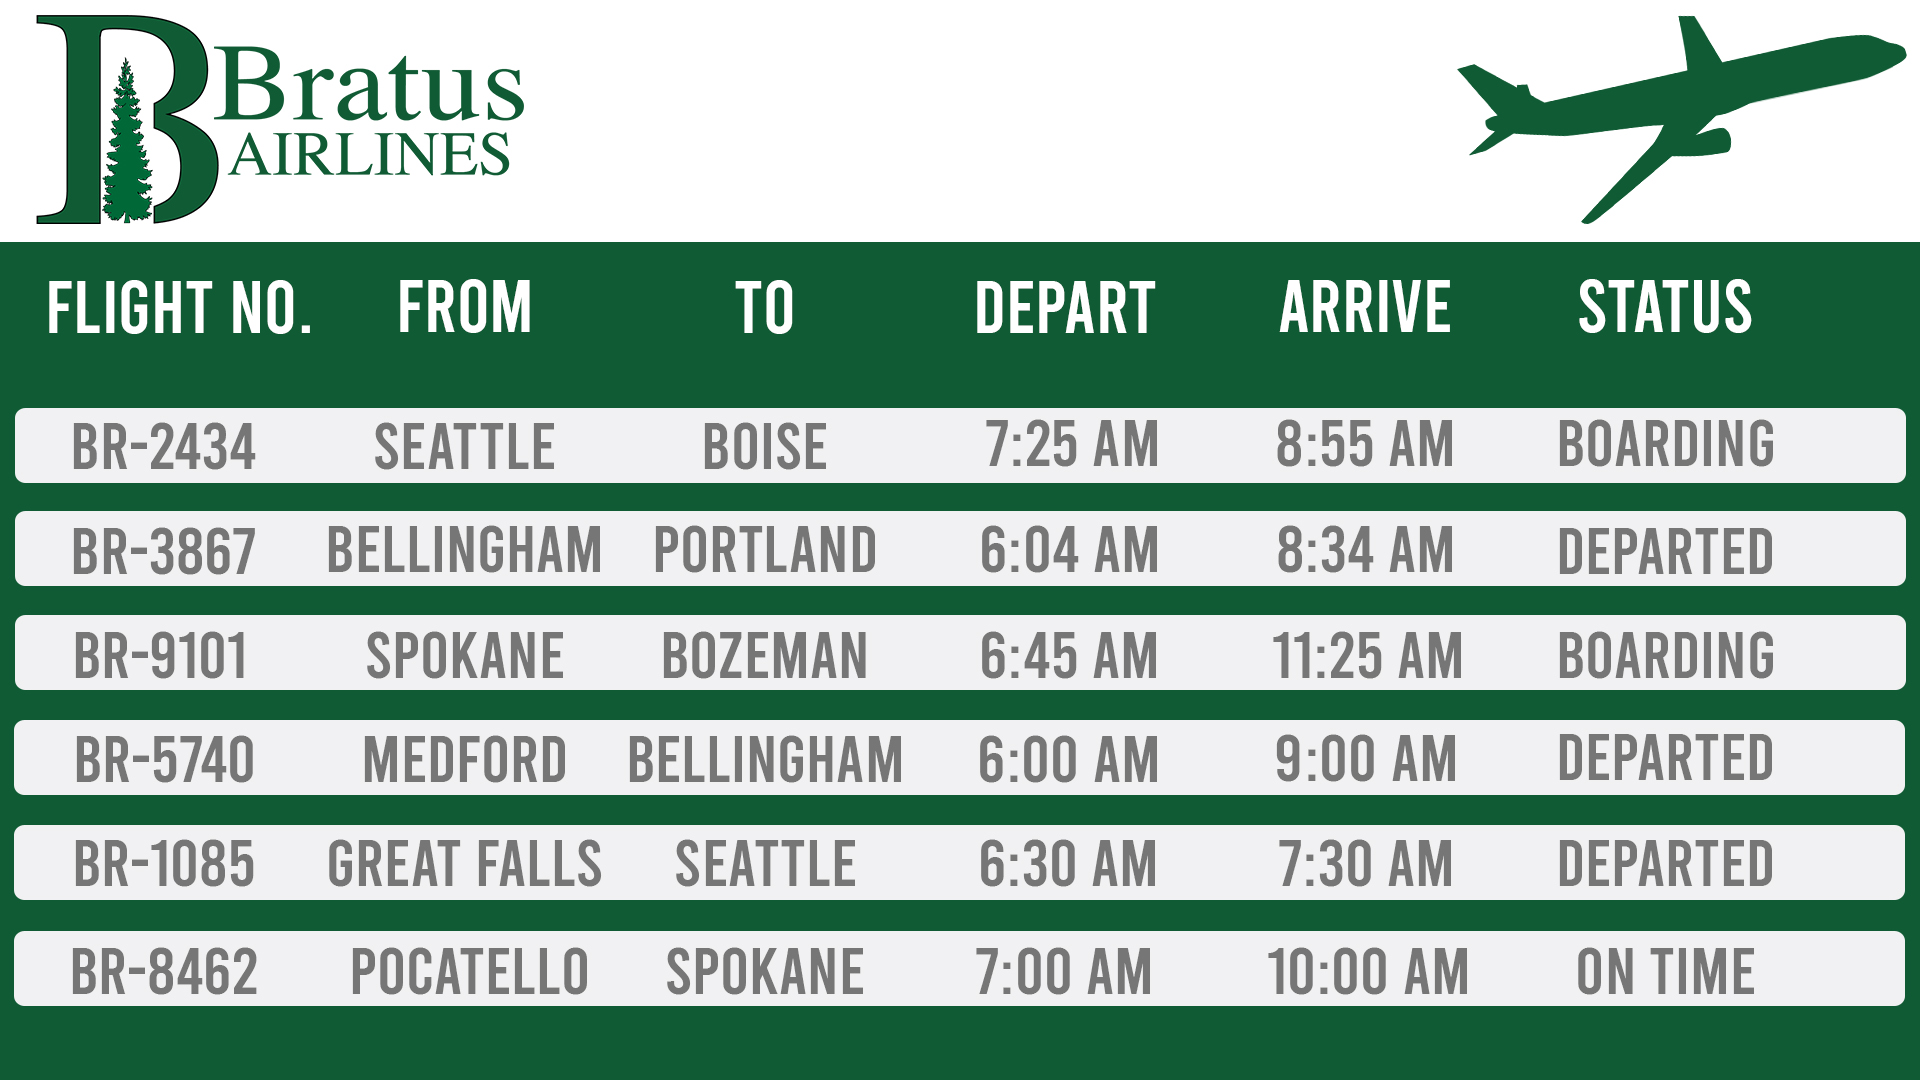 Bratus
AIRLINES
FLIGHT NO. FROM TO DEPART ARRIVE STATUS
BR-2434 SEATTLE BOISE 7:25 AM 8:55 AM BOARDING
BR-3867 BELLINGHAM PORTLAND 6:04 AM 8:34 AM DEPARTED
BR-9101 SPOKANE BOZEMAN 6:45 AM 11:25 AM BOARDING
BR-5740 MEDFORD BELLINGHAM 6:00 AM 9:00 AM DEPARTED
BR-1085 GREAT FALLS SEATTLE 6:30 AM 7:30 AM DEPARTED
BR-8462 POCATELLO SPOKANE 7:00 AM 10:00 AM ON TIME